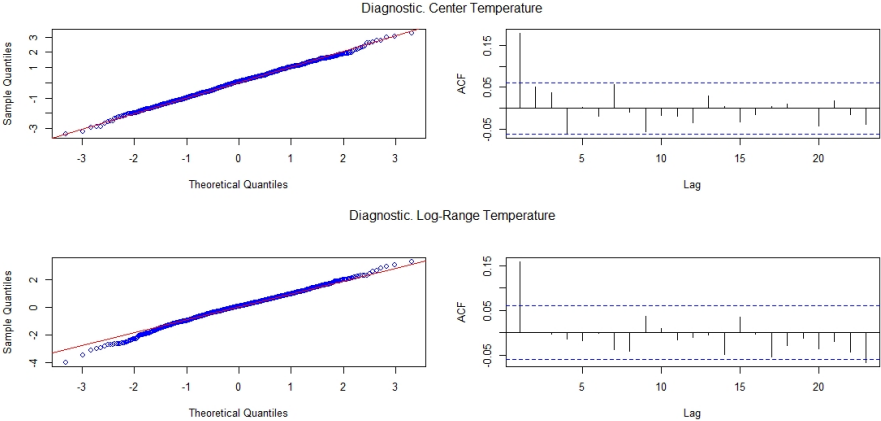 Diagnostic. Center Temperature
Sample Quantiles
3
2
1
-1
-3
-3 -2 -1 0 1 2 3
Theoretical Quantiles
ACF
0.15
0.05
-0.05
5 10 15 20
Lag
Diagnostic. Log-Range Temperature
Sample Quantiles
2
0
-2
-4
-3 -2 -1 0 1 2 3
Theoretical Quantiles
ACF
0.15
0.05
-0.05
5 10 15 20
Lag